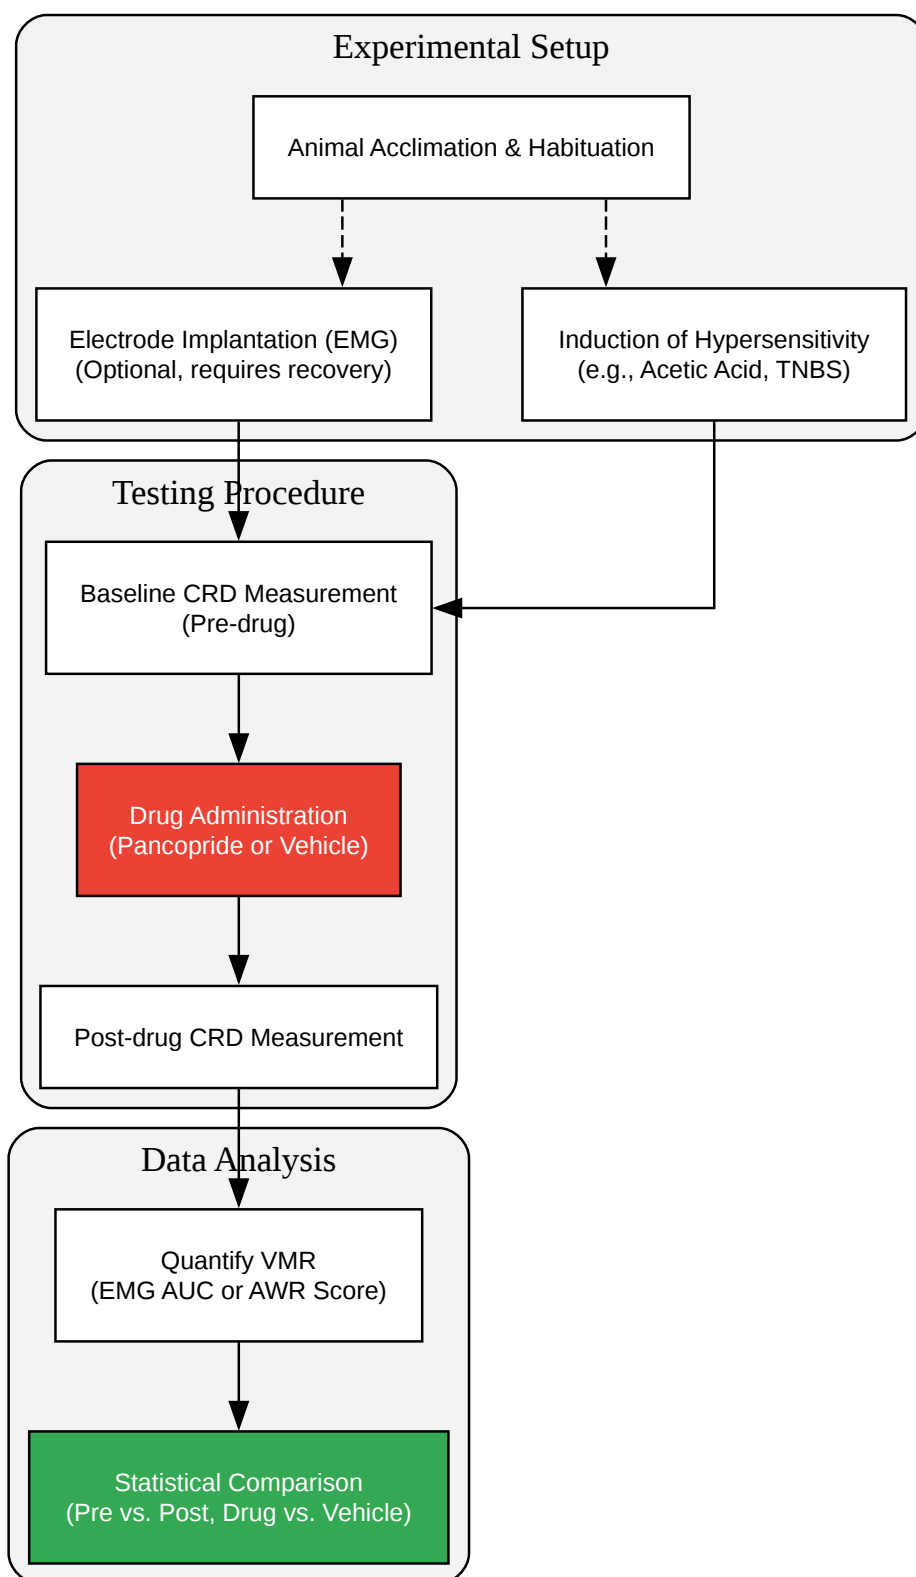 Experimental Setup
Animal Acclimation & Habituation
Electrode Implantation (EMG)
(Optional, requires recovery)
Induction of Hypersensitivity
(e.g., Acetic Acid, TNBS)
Testing Procedure
Baseline CRD Measurement
(Pre-drug)
Drug Administration
(Pancopride or Vehicle)
Post-drug CRD Measurement
Data Analysis
Quantify VMR
(EMG AUC or AWR Score)
Statistical Comparison
(Pre vs. Post, Drug vs. Vehicle)